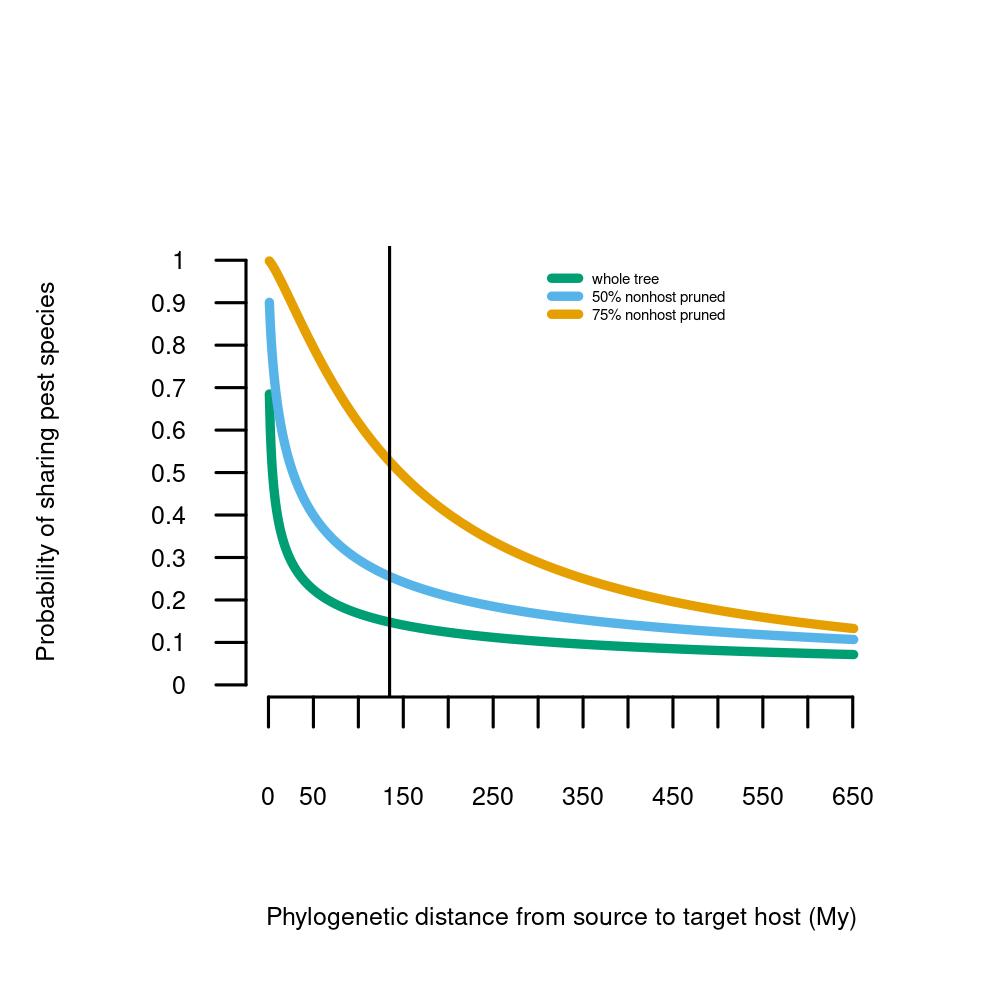 Probability of sharing pest species
1
0.9
0.8
0.7
0.6
0.5
0.4
0.3
0.2
0.1
0
whole tree
50% nonhost pruned
75% nonhost pruned
0 50 150 250 350 450 550 650
Phylogenetic distance from source to target host (My)